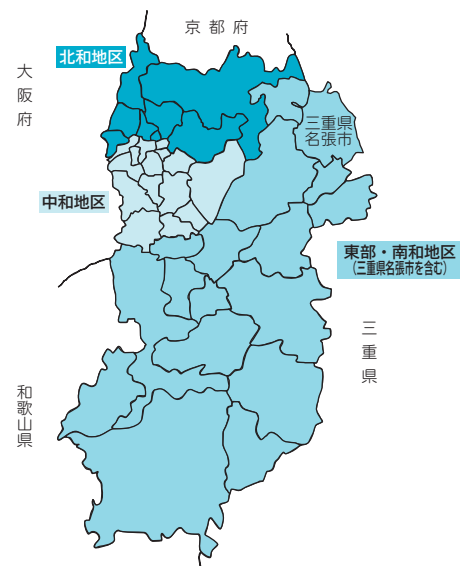 京都府
北和地区
大阪府
三重県
名張市
中和地区
東部・南和地区
（三重県名張市を含む）
三重県
和歌山県